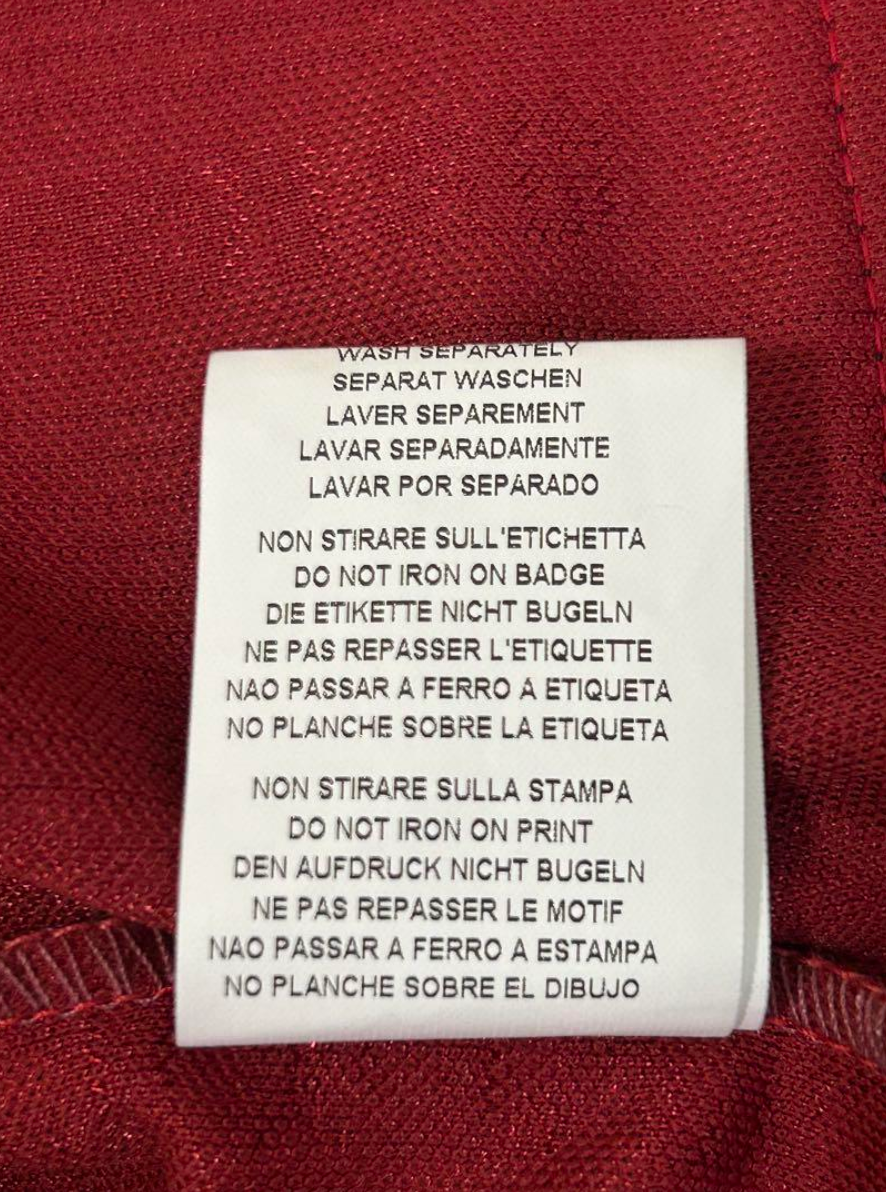 WASH SEPARATELY
SEPARAT WASCHEN
LAVER SEPAREMENT
LAVAR SEPARADAMENTE
LAVAR POR SEPARADO
NON STIRARE SULL'ETICHETTA
DO NOT IRON ON BADGE
DIE ETIKETTE NICHT BUGELN
NE PAS REPASSER L'ETIQUETTE
NAO PASSAR A FERRO A ETIQUETA
NO PLANCHE SOBRE LA ETIQUETA
NON STIRARE SULLA STAMPA
DO NOT IRON ON PRINT
DEN AUFDRUCK NICHT BUGELN
NE PAS REPASSER LE MOTIF
NAO PASSAR A FERRO A ESTAMPA
NO PLANCHE SOBRE EL DIBUJO